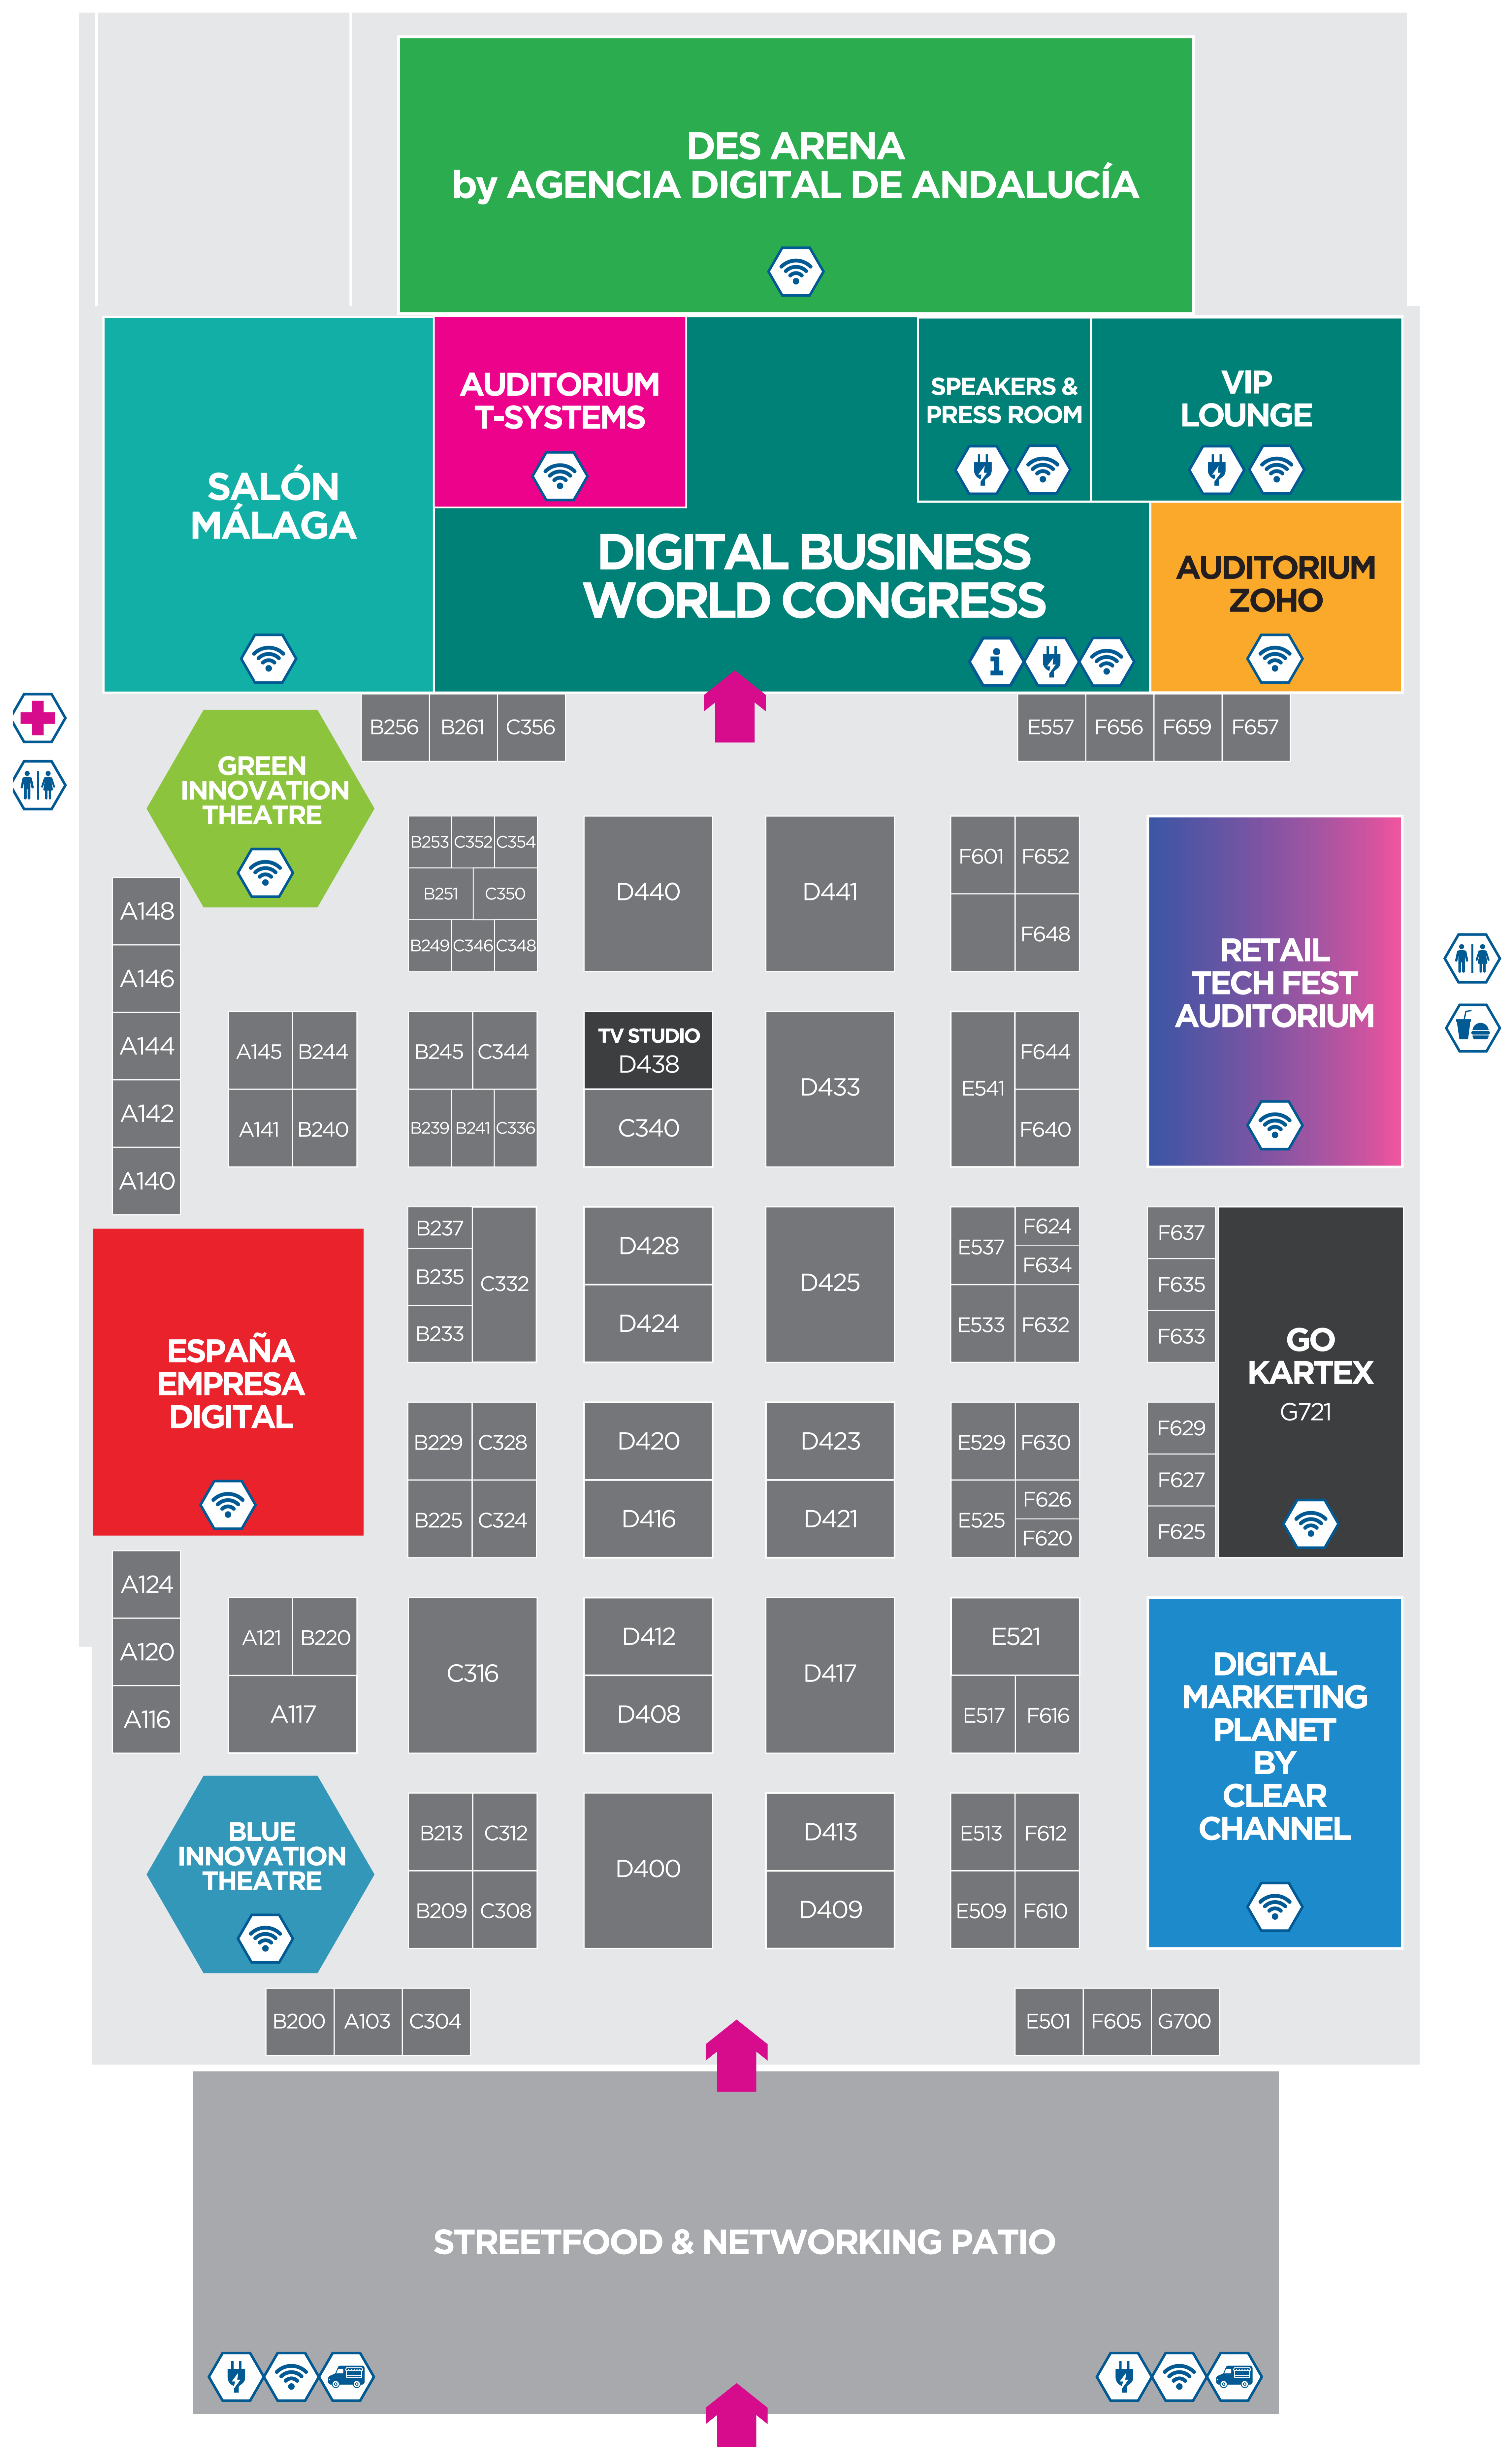 DES ARENA
by AGENCIA DIGITAL DE ANDALUCÍA
AUDITORIUM
T-SYSTEMS
SPEAKERS &
PRESS ROOM
VIP
LOUNGE
SALÓN
MÁLAGA
DIGITAL BUSINESS
WORLD CONGRESS
AUDITORIUM
ZOHO
B256 B261 C356
E557 F656 F659 F657
GREEN
INNOVATION
THEATRE
B253 C352 C354
B251 C350
B249 C346 C348
D440
D441
F601 F652
F648
RETAIL
TECH FEST
AUDITORIUM
A148
A146
A144
A142
A140
A145 B244
A141 B240
B245 C344
B239 B241 C336
TV STUDIO
D438
C340
D433
E541
F644
F640
ESPAÑA
EMPRESA
DIGITAL
B237
B235
B233
C332
D428
D424
D425
E537
F624
F634
E533 F632
F637
F635
F633
GO
KARTEX
G721
B229 C328
B225 C324
D420
D416
D423
D421
E529 F630
E525
F626
F620
F629
F627
F625
A124
A120
A116
A121 B220
A117
C316
D412
D408
D417
E521
E517 F616
DIGITAL
MARKETING
PLANET
BY
CLEAR
CHANNEL
BLUE
INNOVATION
THEATRE
B213 C312
B209 C308
D400
D413
D409
E513 F612
E509 F610
B200 A103 C304
E501 F605 G700
STREETFOOD & NETWORKING PATIO